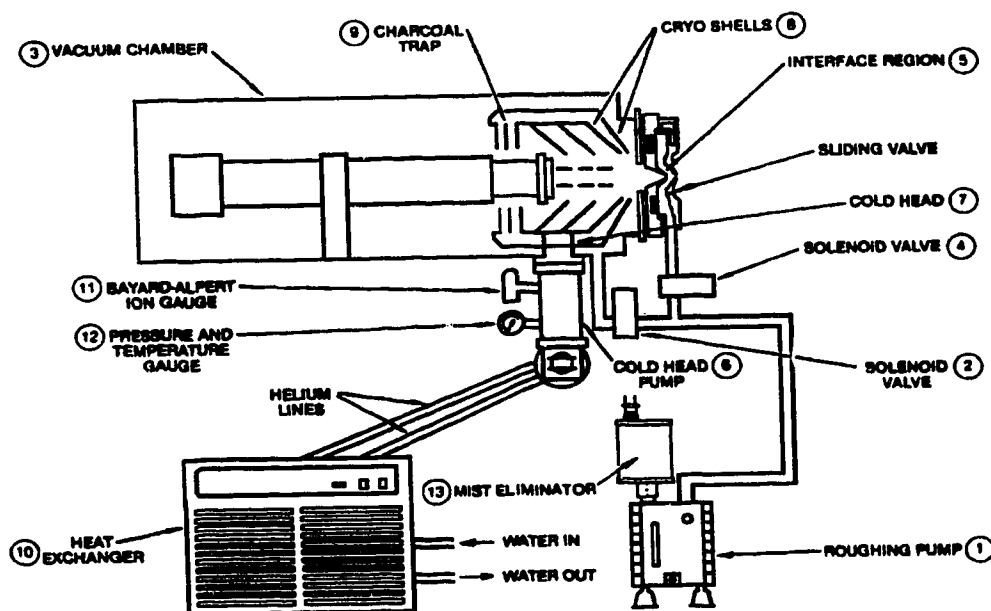 ③ VACUUM CHAMBER
⑨ CHARCOAL
TRAP
CRYO SHELLS ⑧
INTERFACE REGION ⑤
SLIDING VALVE
COLD HEAD ⑦
SOLENOID VALVE ④
⑪ BAYARD-ALPERT
ION GAUGE
⑫ PRESSURE AND
TEMPERATURE
GAUGE
COLD HEAD ⑥
PUMP
SOLENOID ②
VALVE
HELIUM
LINES
⑬ MIST ELIMINATOR
⑩ HEAT
EXCHANGER
WATER IN
WATER OUT
ROUGHING PUMP ①